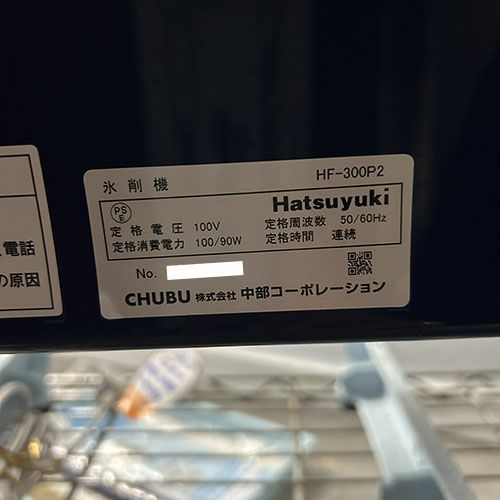 氷削機 HF-300P2
Hatsuyuki
PS
E
定格電圧 100V 定格周波数 50/60Hz
定格消費電力 100/90W 定格時間 連続
No.
CHUBU 株式会社 中部コーポレーション
電話
の原因